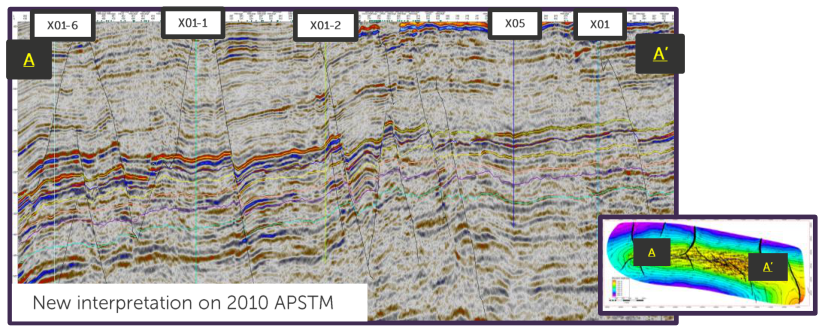 X01-6
X01-1
X01-2
X05
X01
A
A'
New interpretation on 2010 APSTM
A
A'